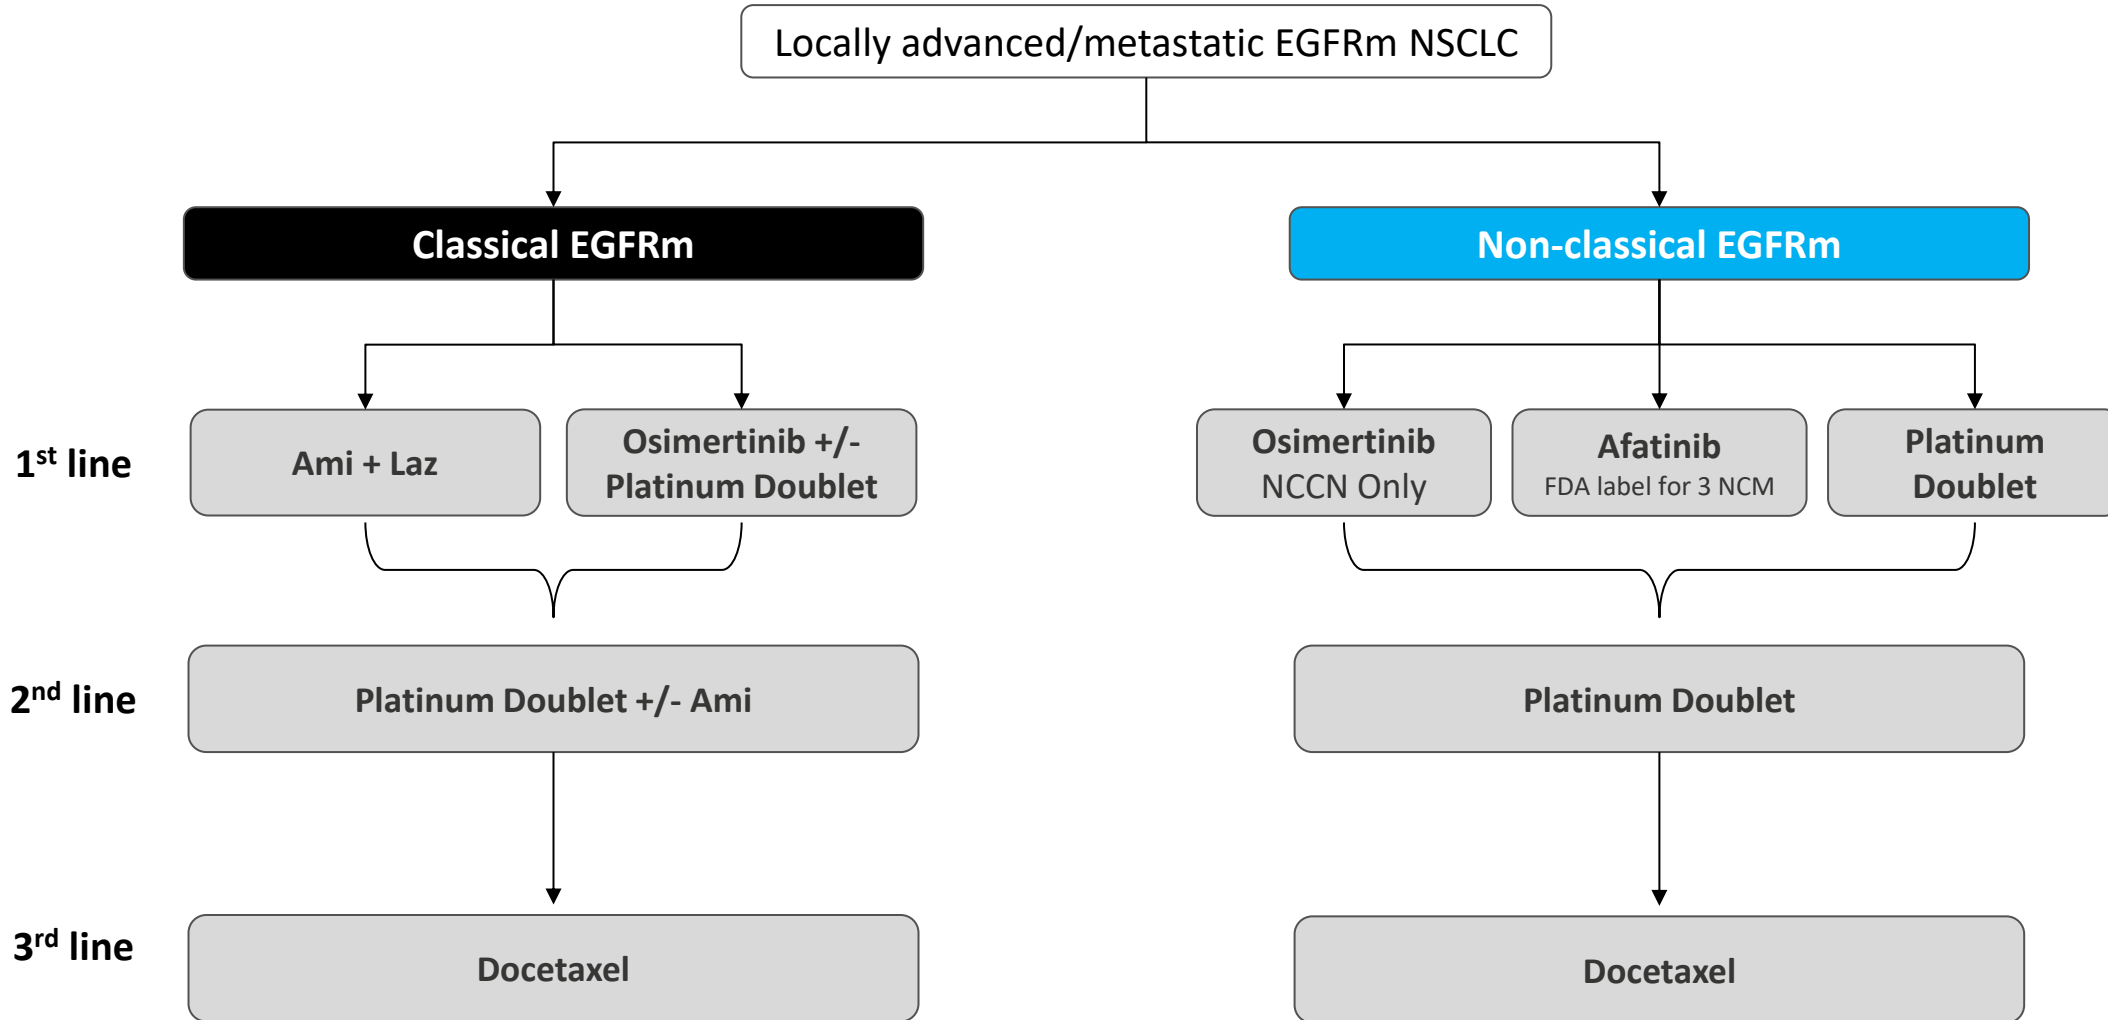 Locally advanced/metastatic EGFRm NSCLC
Classical EGFRm
Non-classical EGFRm
1st line
Ami + Laz
Osimertinib +/-
Platinum Doublet
Osimertinib
NCCN Only
Afatinib
FDA label for 3 NCM
Platinum
Doublet
2nd line
Platinum Doublet +/- Ami
Platinum Doublet
3rd line
Docetaxel
Docetaxel